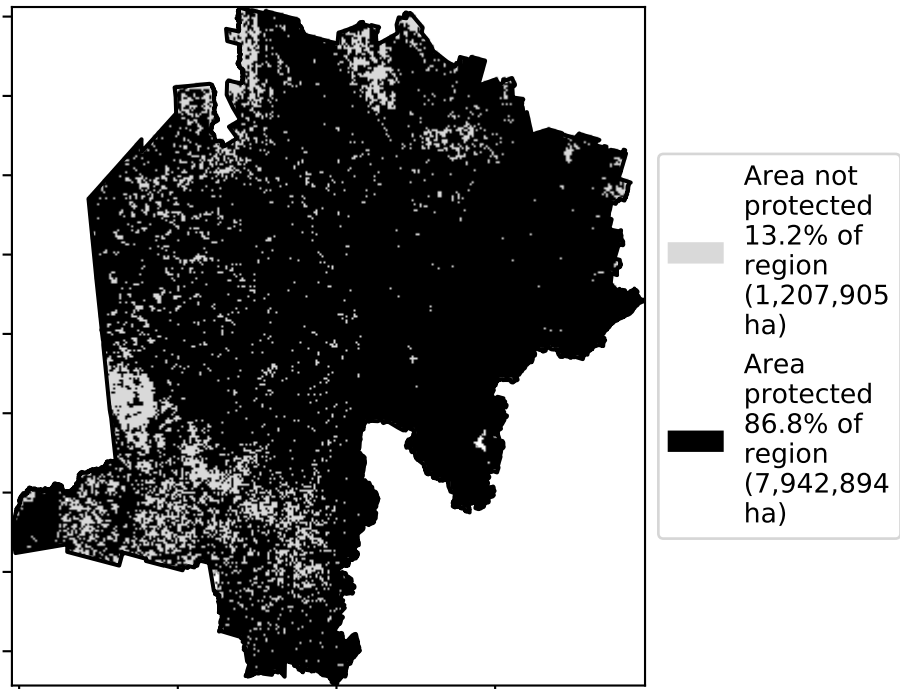 Area not
protected
13.2% of
region
(1,207,905
ha)
Area
protected
86.8% of
region
(7,942,894
ha)